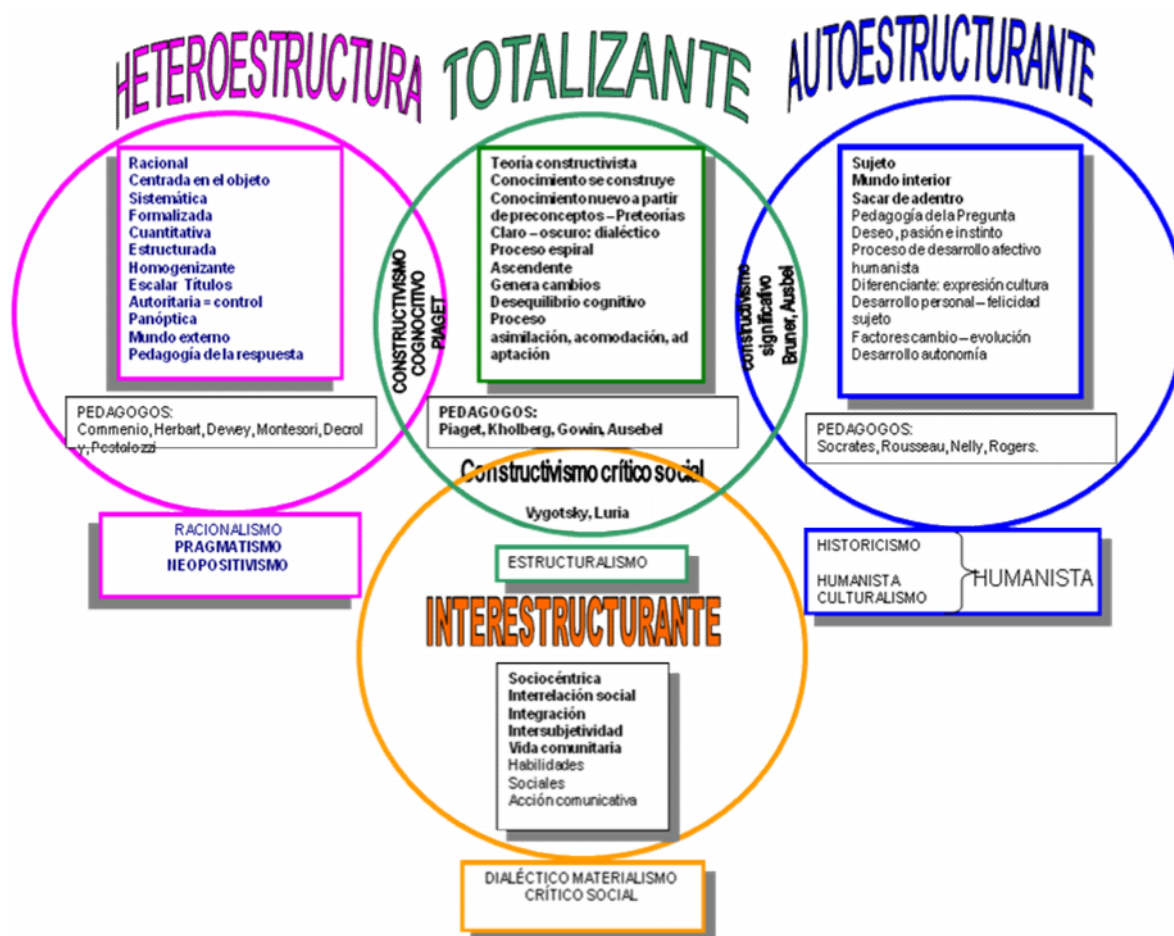 HETEROESTRUCTURA
TOTALIZANTE
AUTOESTRUCTURANTE
Racional
Centrada en el objeto
Sistemática
Formalizada
Cuantitativa
Estructurada
Homogenizante
Escalar Títulos
Autoritaria = control
Panóptica
Mundo externo
Pedagogía de la respuesta
PEDAGOGOS:
Commenio, Herbart, Dewey, Montesori, Decrol
y, Pestalozzi
RACIONALISMO
PRAGMATISMO
NEOPOSITIVISMO
CONSTRUCTIVISMO
COGNOCITIVO
PIAGET
Teoría constructivista
Conocimiento se construye
Conocimiento nuevo a partir
de preconceptos – Preteorías
Claro – oscuro: dialéctico
Proceso espiral
Ascendente
Genera cambios
Desequilibrio cognitivo
Proceso
asimilación, acomodación, ad
aptación
PEDAGOGOS:
Piaget, Kholberg, Gowin, Ausebel
Constructivismo crítico social
Vygotsky, Luria
ESTRUCTURALISMO
constructivismo
significativo
Bruner, Ausbel
Sujeto
Mundo interior
Sacar de adentro
Pedagogía de la Pregunta
Deseo, pasión e instinto
Proceso de desarrollo afectivo
humanista
Diferenciante: expresión cultura
Desarrollo personal – felicidad
sujeto
Factores cambio – evolución
Desarrollo autonomía
PEDAGOGOS:
Socrates, Rousseau, Nelly, Rogers.
HISTORICISMO
HUMANISTA
CULTURALISMO
HUMANISTA
INTERESTRUCTURANTE
Sociocéntrica
Interrelación social
Integración
Intersubjetividad
Vida comunitaria
Habilidades
Sociales
Acción comunicativa
DIALÉCTICO MATERIALISMO
CRÍTICO SOCIAL